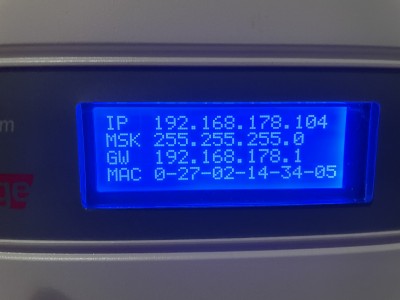 m
IP 192.168.178.104
MSK 255.255.255.0
GW 192.168.178.1
MAC 0-27-02-14-34-05